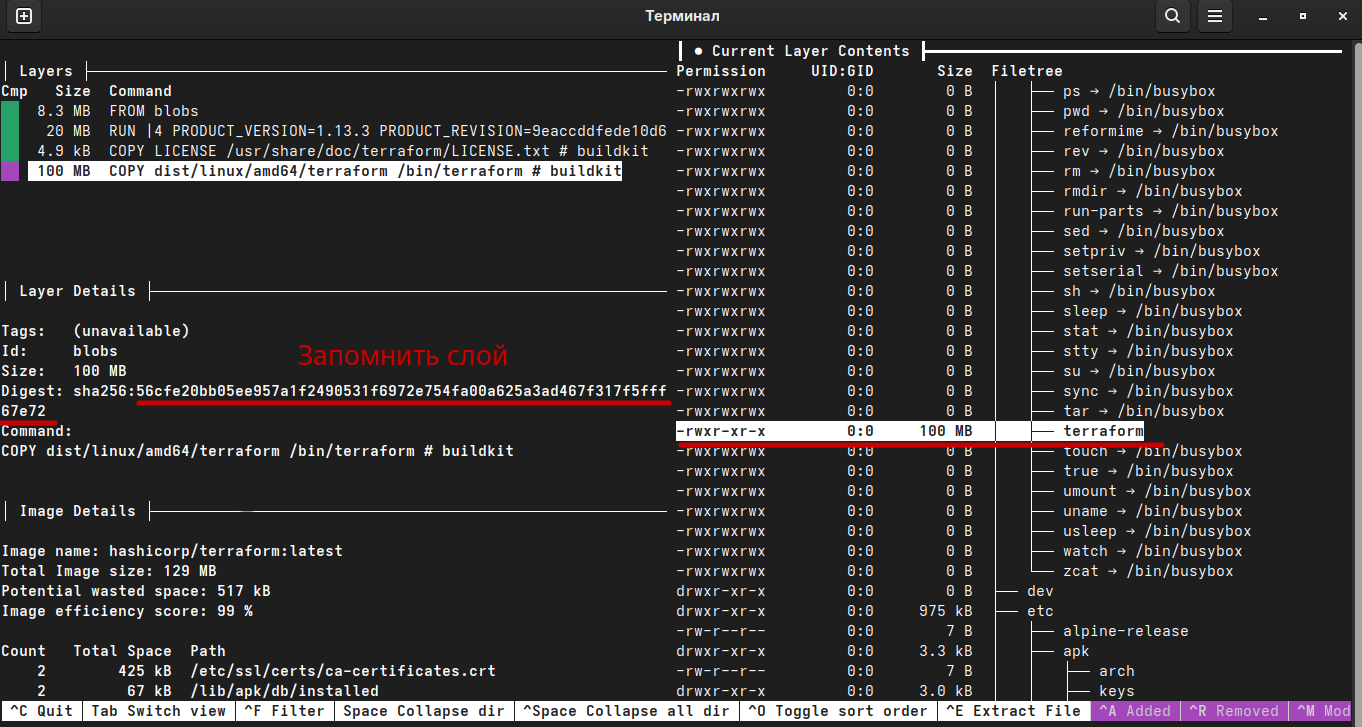 Терминал
Layers
Cmp Size Command
8.3 MB FROM blobs
20 MB RUN |4 PRODUCT_VERSION=1.13.3 PRODUCT_REVISION=9eaccddfede10d6
4.9 kB COPY LICENSE /usr/share/doc/terraform/LICENSE.txt # buildkit
100 MB COPY dist/linux/amd64/terraform /bin/terraform # buildkit
Layer Details
Tags: (unavailable)
Id: blobs
Запомнить слой
Size: 100 MB
Digest: sha256:56cfe20bb05ee957a1f2490531f6972e754fa00a625a3ad467f317f5fff
67e72
Command:
COPY dist/linux/amd64/terraform /bin/terraform # buildkit
Image Details
Image name: hashicorp/terraform:latest
Total Image size: 129 MB
Potential wasted space: 517 kB
Image efficiency score: 99 %
Count Total Space Path
2 425 kB /etc/ssl/certs/ca-certificates.crt
2 67 kB /lib/apk/db/installed
● Current Layer Contents
Permission UID:GID Size Filetree
-rwxrwxrwx 0:0 0 B ├── ps → /bin/busybox
-rwxrwxrwx 0:0 0 B ├── pwd → /bin/busybox
-rwxrwxrwx 0:0 0 B ├── reformime → /bin/busybox
-rwxrwxrwx 0:0 0 B ├── rev → /bin/busybox
-rwxrwxrwx 0:0 0 B ├── rm → /bin/busybox
-rwxrwxrwx 0:0 0 B ├── rmdir → /bin/busybox
-rwxrwxrwx 0:0 0 B ├── run-parts → /bin/busybox
-rwxrwxrwx 0:0 0 B ├── sed → /bin/busybox
-rwxrwxrwx 0:0 0 B ├── setpriv → /bin/busybox
-rwxrwxrwx 0:0 0 B ├── setserial → /bin/busybox
-rwxrwxrwx 0:0 0 B ├── sh → /bin/busybox
-rwxrwxrwx 0:0 0 B ├── sleep → /bin/busybox
-rwxrwxrwx 0:0 0 B ├── stat → /bin/busybox
-rwxrwxrwx 0:0 0 B ├── stty → /bin/busybox
-rwxrwxrwx 0:0 0 B ├── su → /bin/busybox
-rwxrwxrwx 0:0 0 B ├── sync → /bin/busybox
-rwxrwxrwx 0:0 0 B ├── tar → /bin/busybox
-rwxr-xr-x 0:0 100 MB ├── terraform
-rwxrwxrwx 0:0 0 B ├── touch → /bin/busybox
-rwxrwxrwx 0:0 0 B ├── true → /bin/busybox
-rwxrwxrwx 0:0 0 B ├── umount → /bin/busybox
-rwxrwxrwx 0:0 0 B ├── uname → /bin/busybox
-rwxrwxrwx 0:0 0 B ├── usleep → /bin/busybox
-rwxrwxrwx 0:0 0 B ├── watch → /bin/busybox
-rwxrwxrwx 0:0 0 B └── zcat → /bin/busybox
drwxr-xr-x 0:0 0 B ├── dev
drwxr-xr-x 0:0 975 kB ├── etc
-rw-r--r-- 0:0 7 B ├── alpine-release
drwxr-xr-x 0:0 3.3 kB ├── apk
-rw-r--r-- 0:0 7 B ├── arch
drwxr-xr-x 0:0 3.0 kB ├── keys
^C Quit Tab Switch view ^F Filter Space Collapse dir ^Space Collapse all dir ^O Toggle sort order ^E Extract File ^A Added ^R Removed ^M Mod